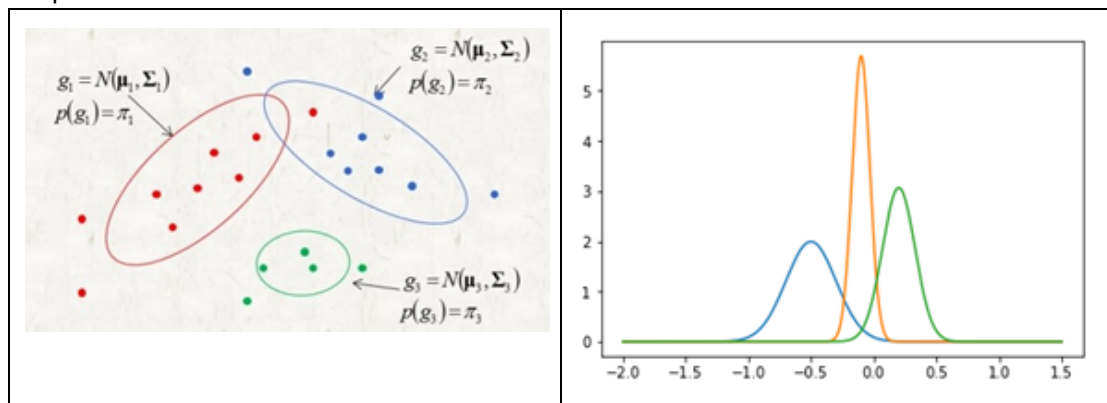 g₁ = N(μ₁, Σ₁)
p(g₁) = π₁
g₂ = N(μ₂, Σ₂)
p(g₂) = π₂
g₃ = N(μ₃, Σ₃)
p(g₃) = π₃
5
4
3
2
1
0
-2.0 -1.5 -1.0 -0.5 0.0 0.5 1.0 1.5